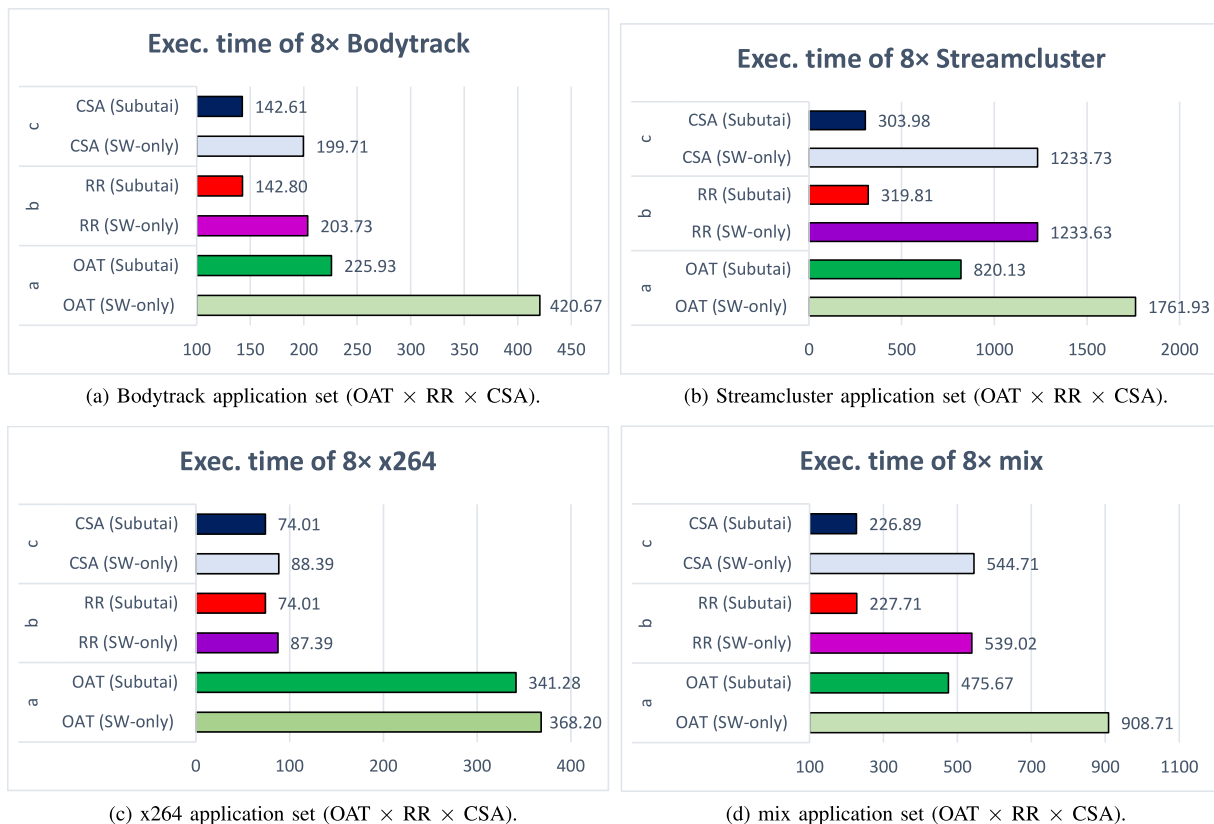 Exec. time of 8× Bodytrack
c
CSA (Subutai) 142.61
CSA (SW-only) 199.71
b
RR (Subutai) 142.80
RR (SW-only) 203.73
a
OAT (Subutai) 225.93
OAT (SW-only) 420.67
100 150 200 250 300 350 400 450
(a) Bodytrack application set (OAT × RR × CSA).
Exec. time of 8× Streamcluster
c
CSA (Subutai) 303.98
CSA (SW-only) 1233.73
b
RR (Subutai) 319.81
RR (SW-only) 1233.63
a
OAT (Subutai) 820.13
OAT (SW-only) 1761.93
0 500 1000 1500 2000
(b) Streamcluster application set (OAT × RR × CSA).
Exec. time of 8× x264
c
CSA (Subutai) 74.01
CSA (SW-only) 88.39
b
RR (Subutai) 74.01
RR (SW-only) 87.39
a
OAT (Subutai) 341.28
OAT (SW-only) 368.20
0 100 200 300 400
(c) x264 application set (OAT × RR × CSA).
Exec. time of 8× mix
c
CSA (Subutai) 226.89
CSA (SW-only) 544.71
b
RR (Subutai) 227.71
RR (SW-only) 539.02
a
OAT (Subutai) 475.67
OAT (SW-only) 908.71
100 300 500 700 900 1100
(d) mix application set (OAT × RR × CSA).